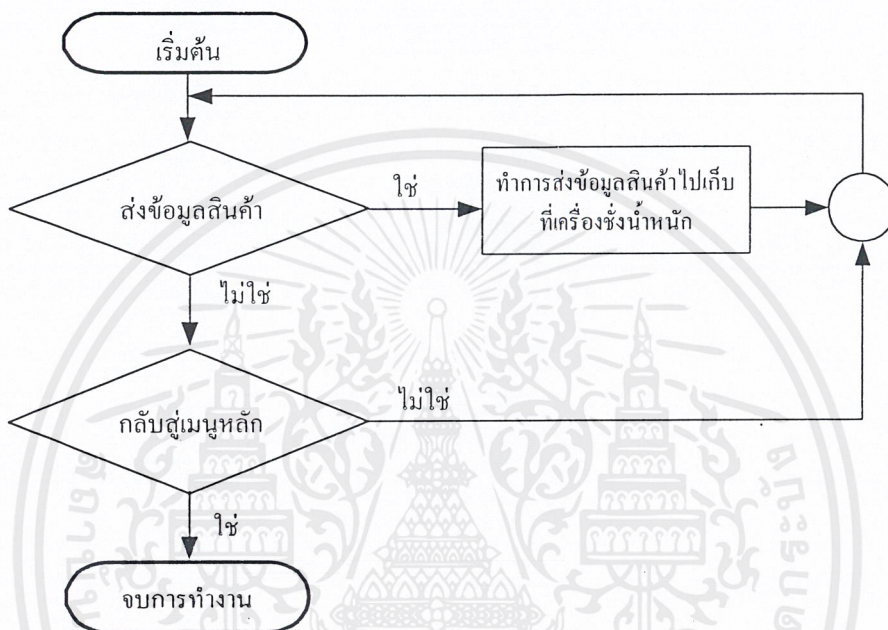 เริ่มต้น
ส่งข้อมูลสินค้า
ใช่
ทำการส่งข้อมูลสินค้าไปเก็บ
ที่เครื่องชั่งน้ำหนัก
ไม่ใช่
กลับสู่เมนูหลัก
ไม่ใช่
ใช่
จบการทำงาน